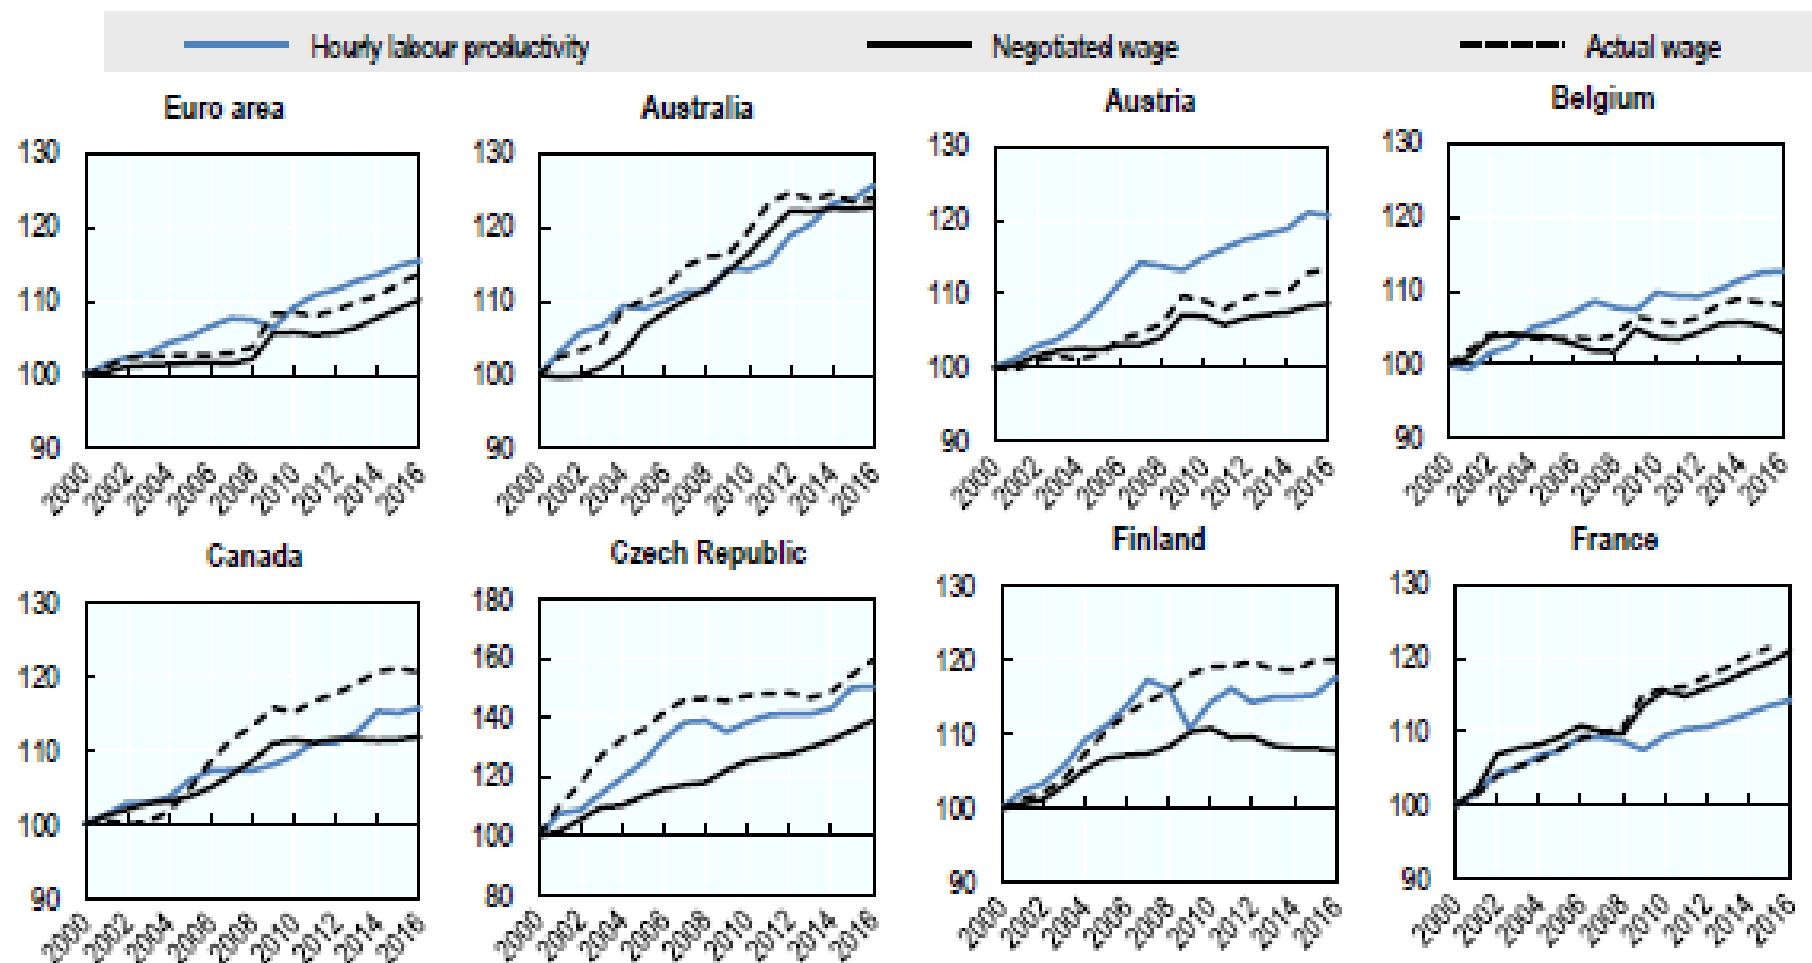 Hourly labour productivity Negotiated wage Actual wage
Euro area Australia Austria Belgium
130 130 130 130
120 120 120 120
110 110 110 110
100 100 100 100
90 90 90 90
2000 2002 2004 2006 2008 2010 2012 2014 2016 2000 2002 2004 2006 2008 2010 2012 2014 2016 2000 2002 2004 2006 2008 2010 2012 2014 2016 2000 2002 2004 2006 2008 2010 2012 2014 2016
Canada Czech Republic Finland France
130 180 130 130
120 160 120 120
110 140 110 110
100 120 100 100
90 100 90 90
80
2000 2002 2004 2006 2008 2010 2012 2014 2016 2000 2002 2004 2006 2008 2010 2012 2014 2016 2000 2002 2004 2006 2008 2010 2012 2014 2016 2000 2002 2004 2006 2008 2010 2012 2014 2016